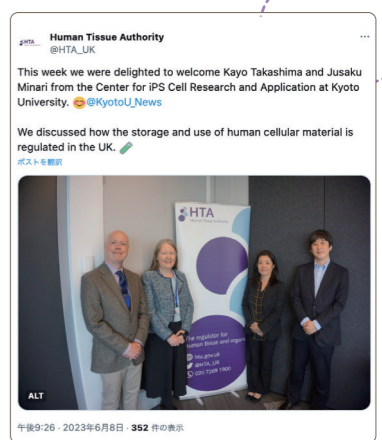 HTA
Human Tissue Authority
@HTA_UK
...
This week we were delighted to welcome Kayo Takashima and Jusaku
Minari from the Center for iPS Cell Research and Application at Kyoto
University. 😊@KyotoU_News
We discussed how the storage and use of human cellular material is
regulated in the UK. 🧪
ポストを翻訳
HTA
The regulator for
human tissue and organs
hta.gov.uk
@HTA_UK
020 7269 1900
ALT
午後9:26 · 2023年6月8日 · 352 件の表示